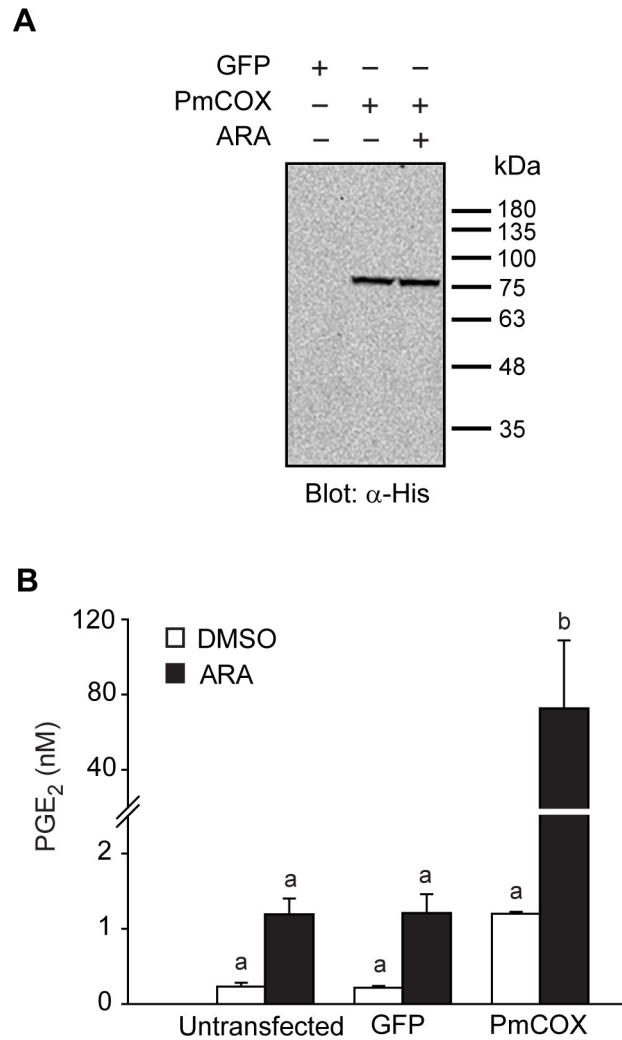 A
GFP + − −
PmCOX − + +
ARA − − +
kDa
180
135
100
75
63
48
35
Blot: α-His
B
120
80
40
2
1
0
PGE₂ (nM)
DMSO
ARA
a
a
a
a
a
b
Untransfected GFP PmCOX